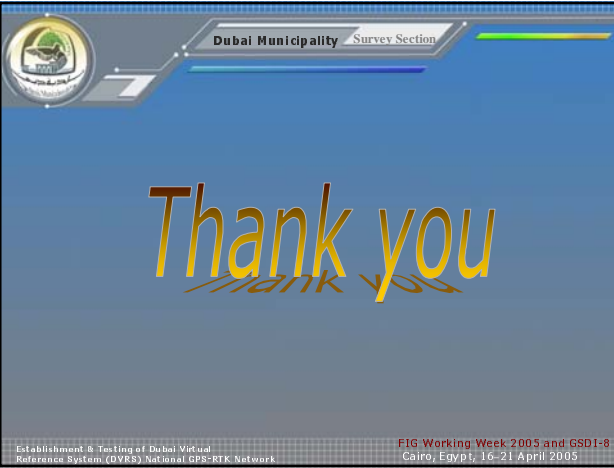 Dubai Municipality Survey Section
Thank you
Establishment & Testing of Dubai Virtual
Reference System (DVRS) National GPS-RTK Network
FIG Working Week 2005 and GSDI-8
Cairo, Egypt, 16-21 April 2005